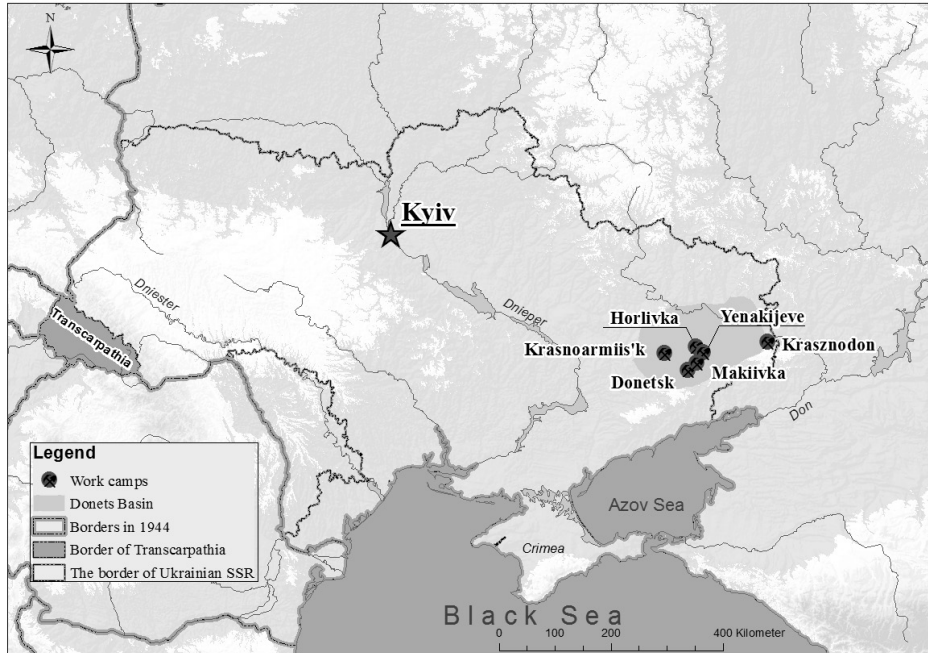 N
Kyiv
Dniester
Dnieper
Transcarpathia
Horlivka
Yenakijeve
Krasnoarmiis'k
Krasznodon
Donetsk
Makiivka
Don
Legend
Work camps
Donets Basin
Borders in 1944
Border of Transcarpathia
The border of Ukrainian SSR
Azov Sea
Crimea
Black Sea
0 100 200 400 Kilometer